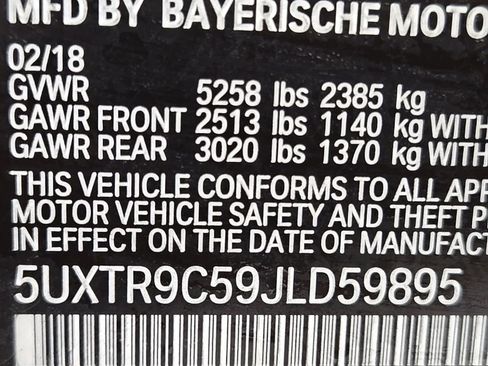 MFD BY BAYERISCHE MOTO
02/18
GVWR 5258 lbs 2385 kg
GAWR FRONT 2513 lbs 1140 kg WITH
GAWR REAR 3020 lbs 1370 kg WITH
THIS VEHICLE CONFORMS TO ALL APP
MOTOR VEHICLE SAFETY AND THEFT P
IN EFFECT ON THE DATE OF MANUFAC
5UXTR9C59JLD59895